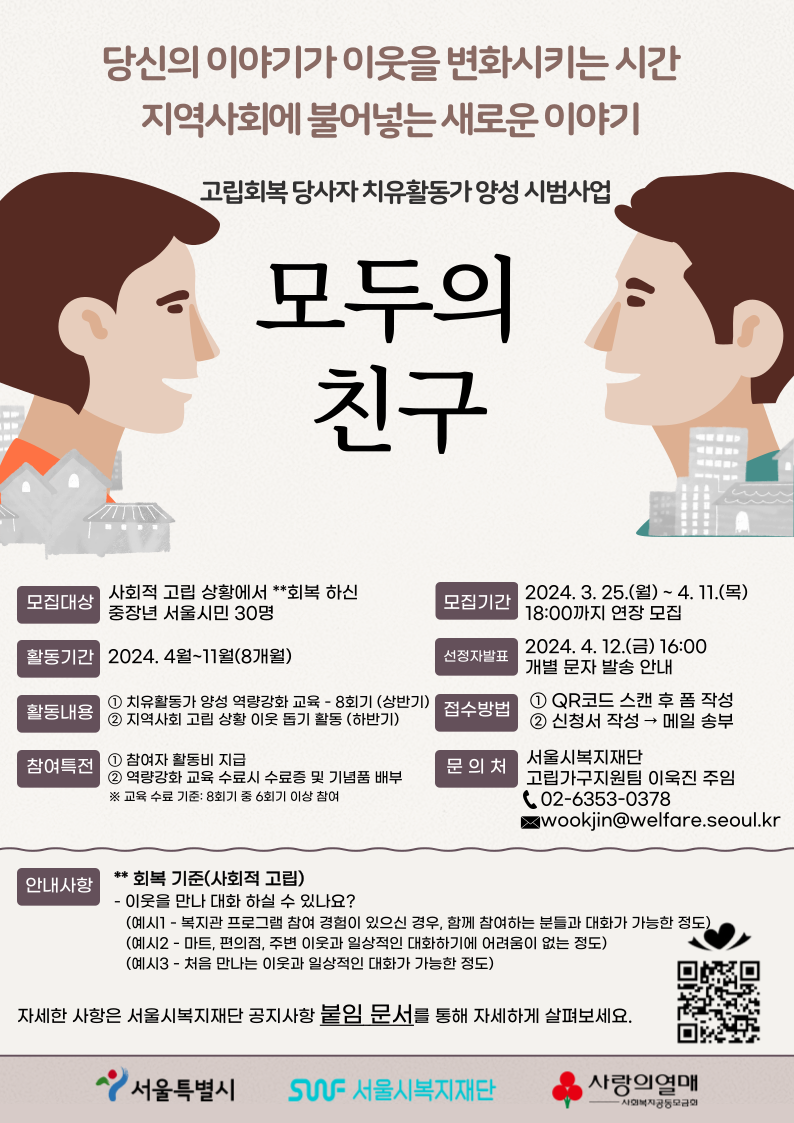 당신의 이야기가 이웃을 변화시키는 시간
지역사회에 불어넣는 새로운 이야기
고립회복 당사자 치유활동가 양성 시범사업
모두의
친구
모집대상
사회적 고립 상황에서 **회복 하신
중장년 서울시민 30명
활동기간
2024. 4월~11월(8개월)
활동내용
① 치유활동가 양성 역량강화 교육 - 8회기 (상반기)
② 지역사회 고립 상황 이웃 돕기 활동 (하반기)
참여특전
① 참여자 활동비 지급
② 역량강화 교육 수료시 수료증 및 기념품 배부
※ 교육 수료 기준: 8회기 중 6회기 이상 참여
모집기간
2024. 3. 25.(월) ~ 4. 11.(목)
18:00까지 연장 모집
선정자발표
2024. 4. 12.(금) 16:00
개별 문자 발송 안내
접수방법
① QR코드 스캔 후 폼 작성
② 신청서 작성 → 메일 송부
문 의 처
서울시복지재단
고립가구지원팀 이욱진 주임
02-6353-0378
wookjin@welfare.seoul.kr
안내사항
** 회복 기준(사회적 고립)
- 이웃을 만나 대화 하실 수 있나요?
(예시1 - 복지관 프로그램 참여 경험이 있으신 경우, 함께 참여하는 분들과 대화가 가능한 정도)
(예시2 - 마트, 편의점, 주변 이웃과 일상적인 대화하기에 어려움이 없는 정도)
(예시3 - 처음 만나는 이웃과 일상적인 대화가 가능한 정도)
자세한 사항은 서울시복지재단 공지사항 붙임 문서를 통해 자세하게 살펴보세요.
서울특별시
SWF 서울시복지재단
사랑의열매
사회복지공동모금회